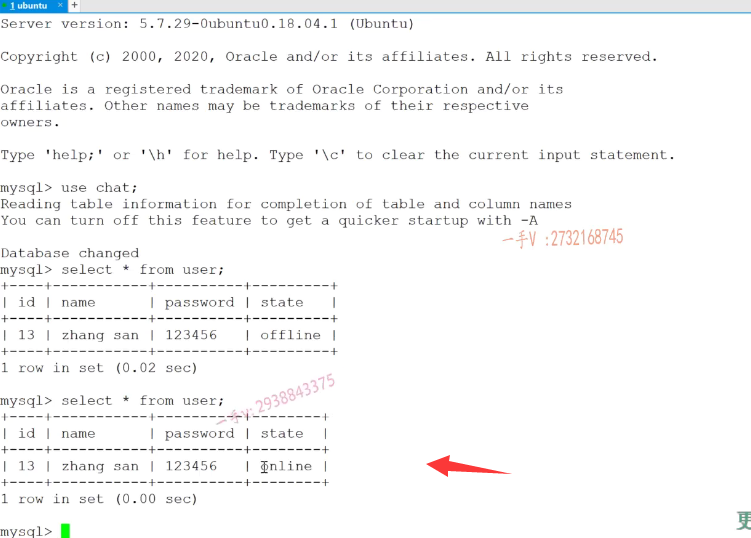 1 ubuntu × +
Server version: 5.7.29-0ubuntu0.18.04.1 (Ubuntu)
Copyright (c) 2000, 2020, Oracle and/or its affiliates. All rights reserved.
Oracle is a registered trademark of Oracle Corporation and/or its
affiliates. Other names may be trademarks of their respective
owners.
Type 'help;' or '\h' for help. Type '\c' to clear the current input statement.
mysql> use chat;
Reading table information for completion of table and column names
You can turn off this feature to get a quicker startup with -A
一手V :2732168745
Database changed
mysql> select * from user;
+----+-----------+----------+---------+
| id | name      | password | state   |
+----+-----------+----------+---------+
| 13 | zhang san | 123456   | offline |
+----+-----------+----------+---------+
1 row in set (0.02 sec)
一手v: 2938843375
mysql> select * from user;
+----+-----------+----------+--------+
| id | name      | password | state  |
+----+-----------+----------+--------+
| 13 | zhang san | 123456   | online |
+----+-----------+----------+--------+
1 row in set (0.00 sec)
更
mysql>